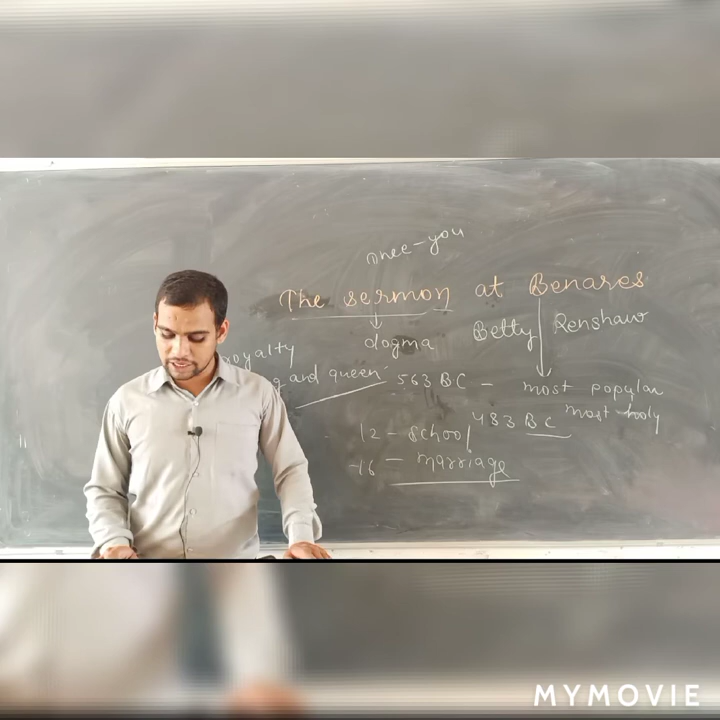 Thee-you
The sermon at Benares
Betty Renshaw
dogma
royalty
and queen
563 BC - most popular
483 BC most holy
12 - school
16 - marriage
MYMOVIE